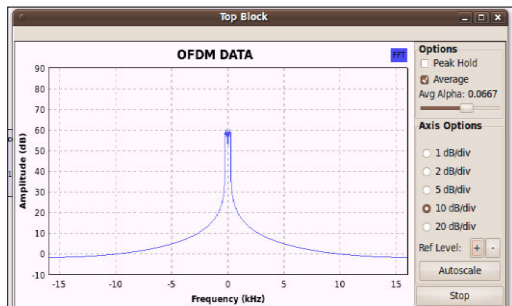 Top Block
OFDM DATA
FFT
90
80
70
60
50
40
30
20
10
0
-10
Amplitude (dB)
-15
-10
-5
0
5
10
15
Frequency (kHz)
Options
Peak Hold
Average
Avg Alpha: 0.0667
Axis Options
1 dB/div
2 dB/div
5 dB/div
10 dB/div
20 dB/div
Ref Level: + -
Autoscale
Stop